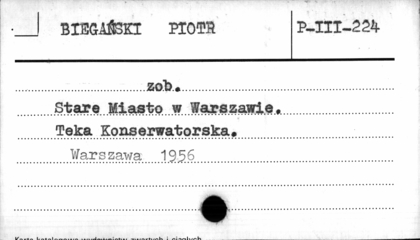 BIEGAŃSKI PIOTR P-III-224
zob.
Stare Miasto w Warszawie.
Teka Konserwatorska.
Warszawa 1956